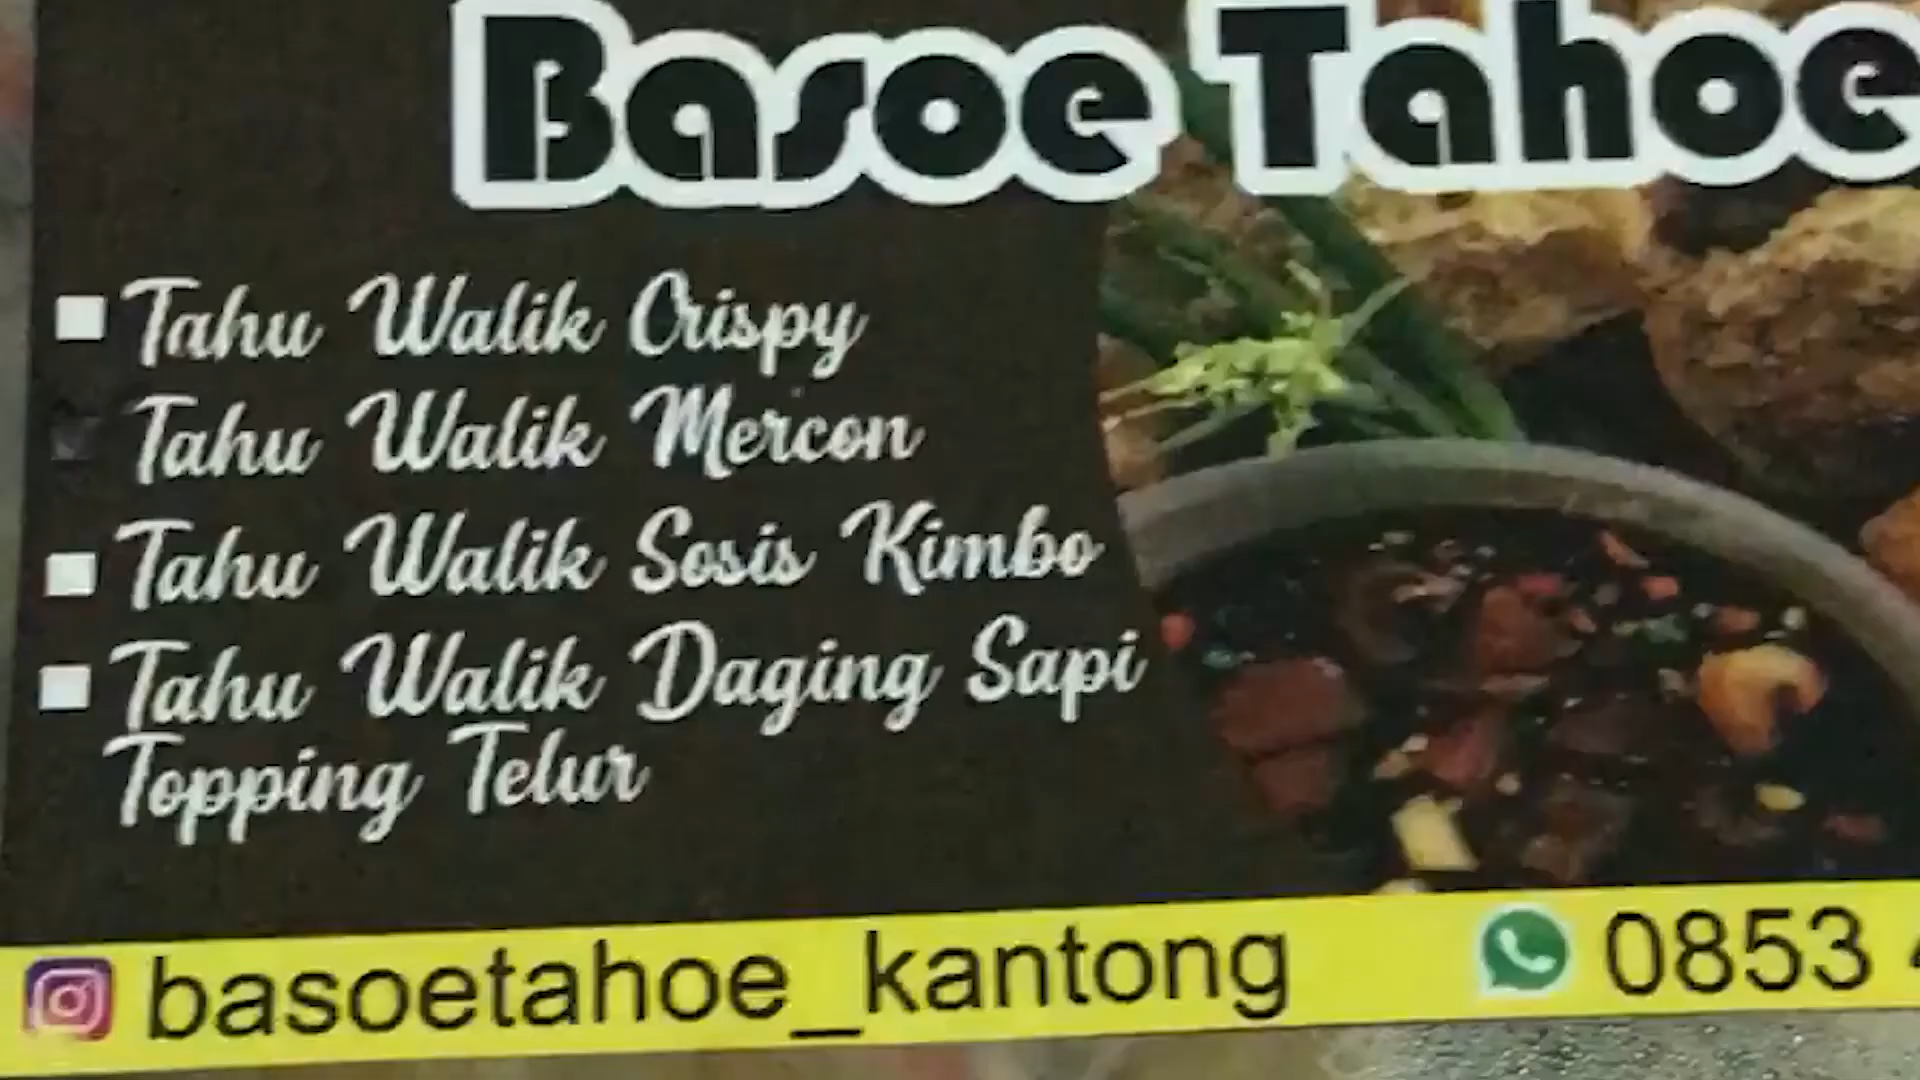 Basoe Tahoe
Tahu Walik Crispy
Tahu Walik Mercon
Tahu Walik Sosis Kimbo
Tahu Walik Daging Sapi
Topping Telur
basoetahoe_kantong
0853